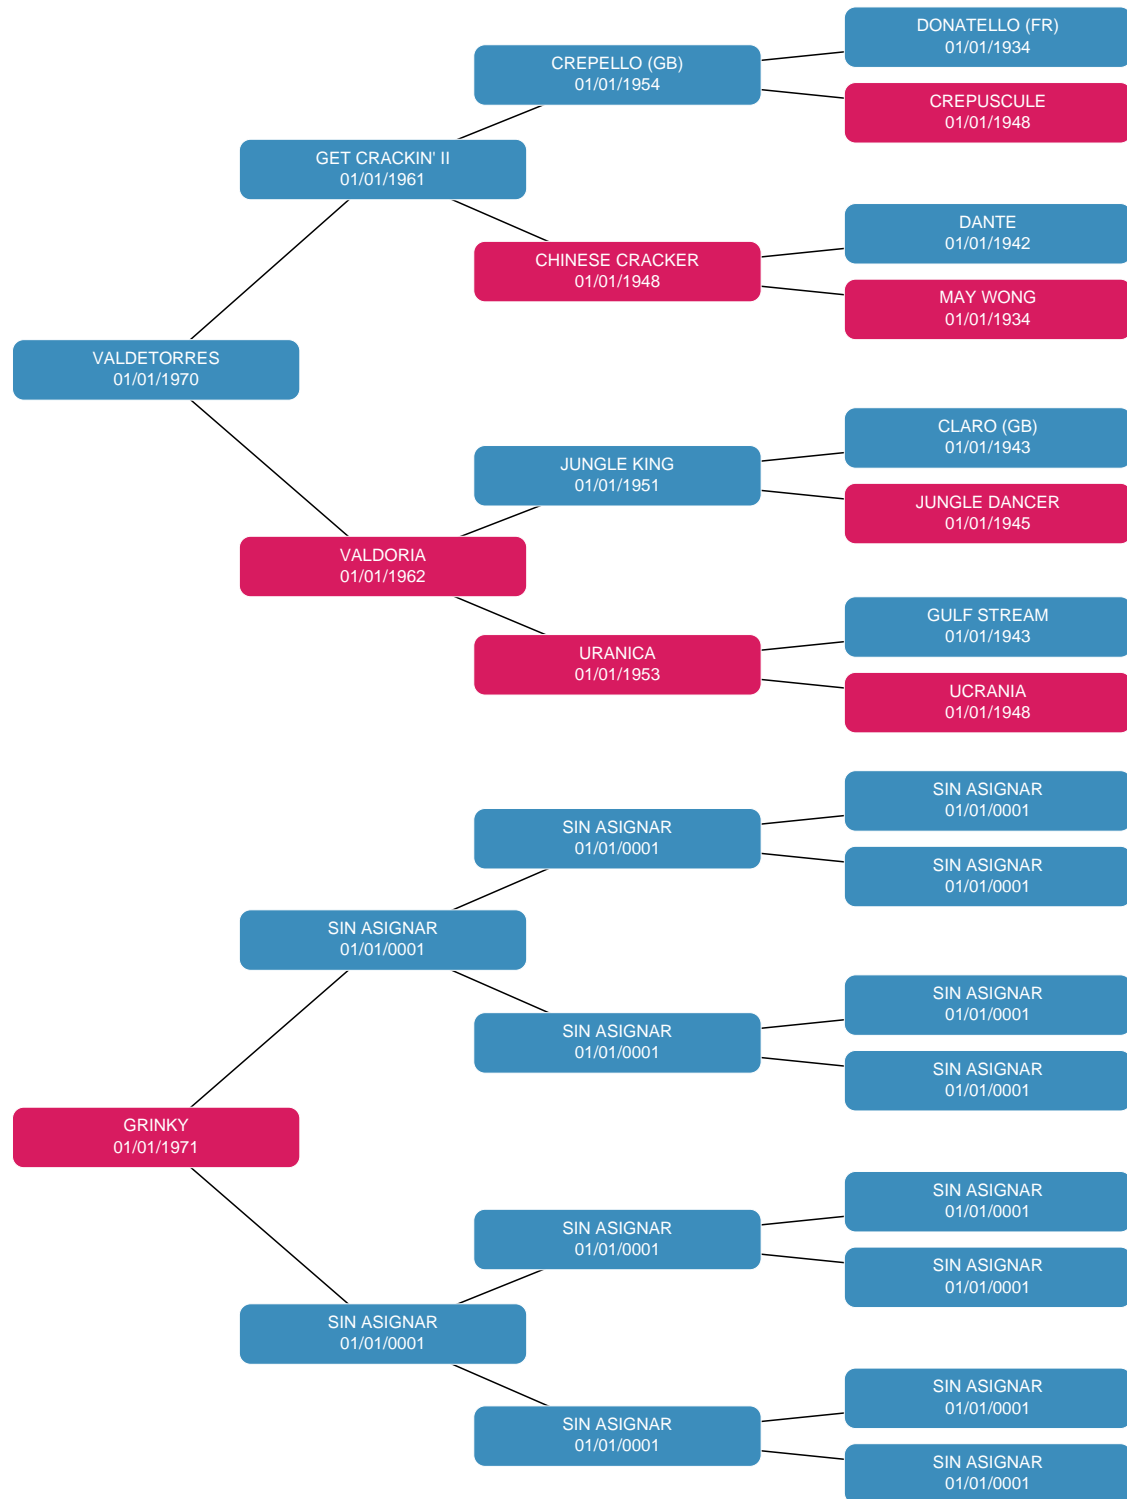 DONATELLO (FR)
01/01/1934
CREPELLO (GB)
01/01/1954
CREPUSCULE
01/01/1948
GET CRACKIN' II
01/01/1961
DANTE
01/01/1942
CHINESE CRACKER
01/01/1948
MAY WONG
01/01/1934
VALDETORRES
01/01/1970
CLARO (GB)
01/01/1943
JUNGLE KING
01/01/1951
JUNGLE DANCER
01/01/1945
VALDORIA
01/01/1962
GULF STREAM
01/01/1943
URANICA
01/01/1953
UCRANIA
01/01/1948
SIN ASIGNAR
01/01/0001
SIN ASIGNAR
01/01/0001
SIN ASIGNAR
01/01/0001
SIN ASIGNAR
01/01/0001
SIN ASIGNAR
01/01/0001
SIN ASIGNAR
01/01/0001
SIN ASIGNAR
01/01/0001
GRINKY
01/01/1971
SIN ASIGNAR
01/01/0001
SIN ASIGNAR
01/01/0001
SIN ASIGNAR
01/01/0001
SIN ASIGNAR
01/01/0001
SIN ASIGNAR
01/01/0001
SIN ASIGNAR
01/01/0001
SIN ASIGNAR
01/01/0001